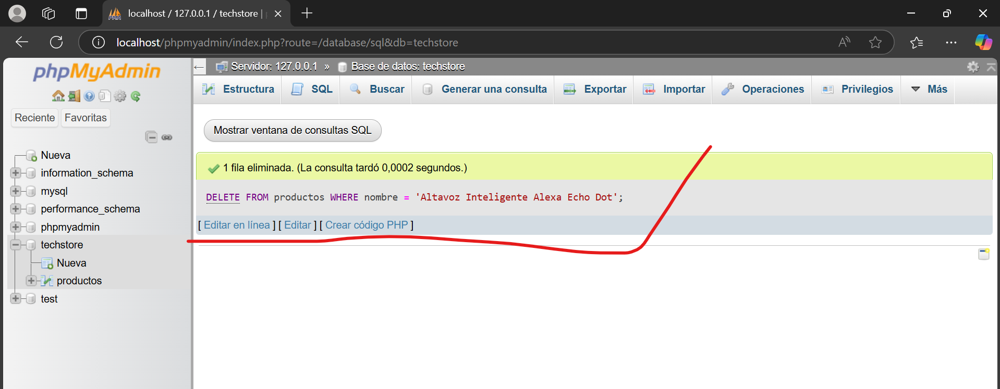 localhost / 127.0.0.1 / techstore |
localhost/phpmyadmin/index.php?route=/database/sql&db=techstore
phpMyAdmin
Reciente Favoritas
Nueva
information_schema
mysql
performance_schema
phpmyadmin
techstore
Nueva
productos
test
Servidor: 127.0.0.1 » Base de datos: techstore
Estructura SQL Buscar Generar una consulta Exportar Importar Operaciones Privilegios Más
Mostrar ventana de consultas SQL
1 fila eliminada. (La consulta tardó 0,0002 segundos.)
DELETE FROM productos WHERE nombre = 'Altavoz Inteligente Alexa Echo Dot';
[ Editar en línea ] [ Editar ] [ Crear código PHP ]